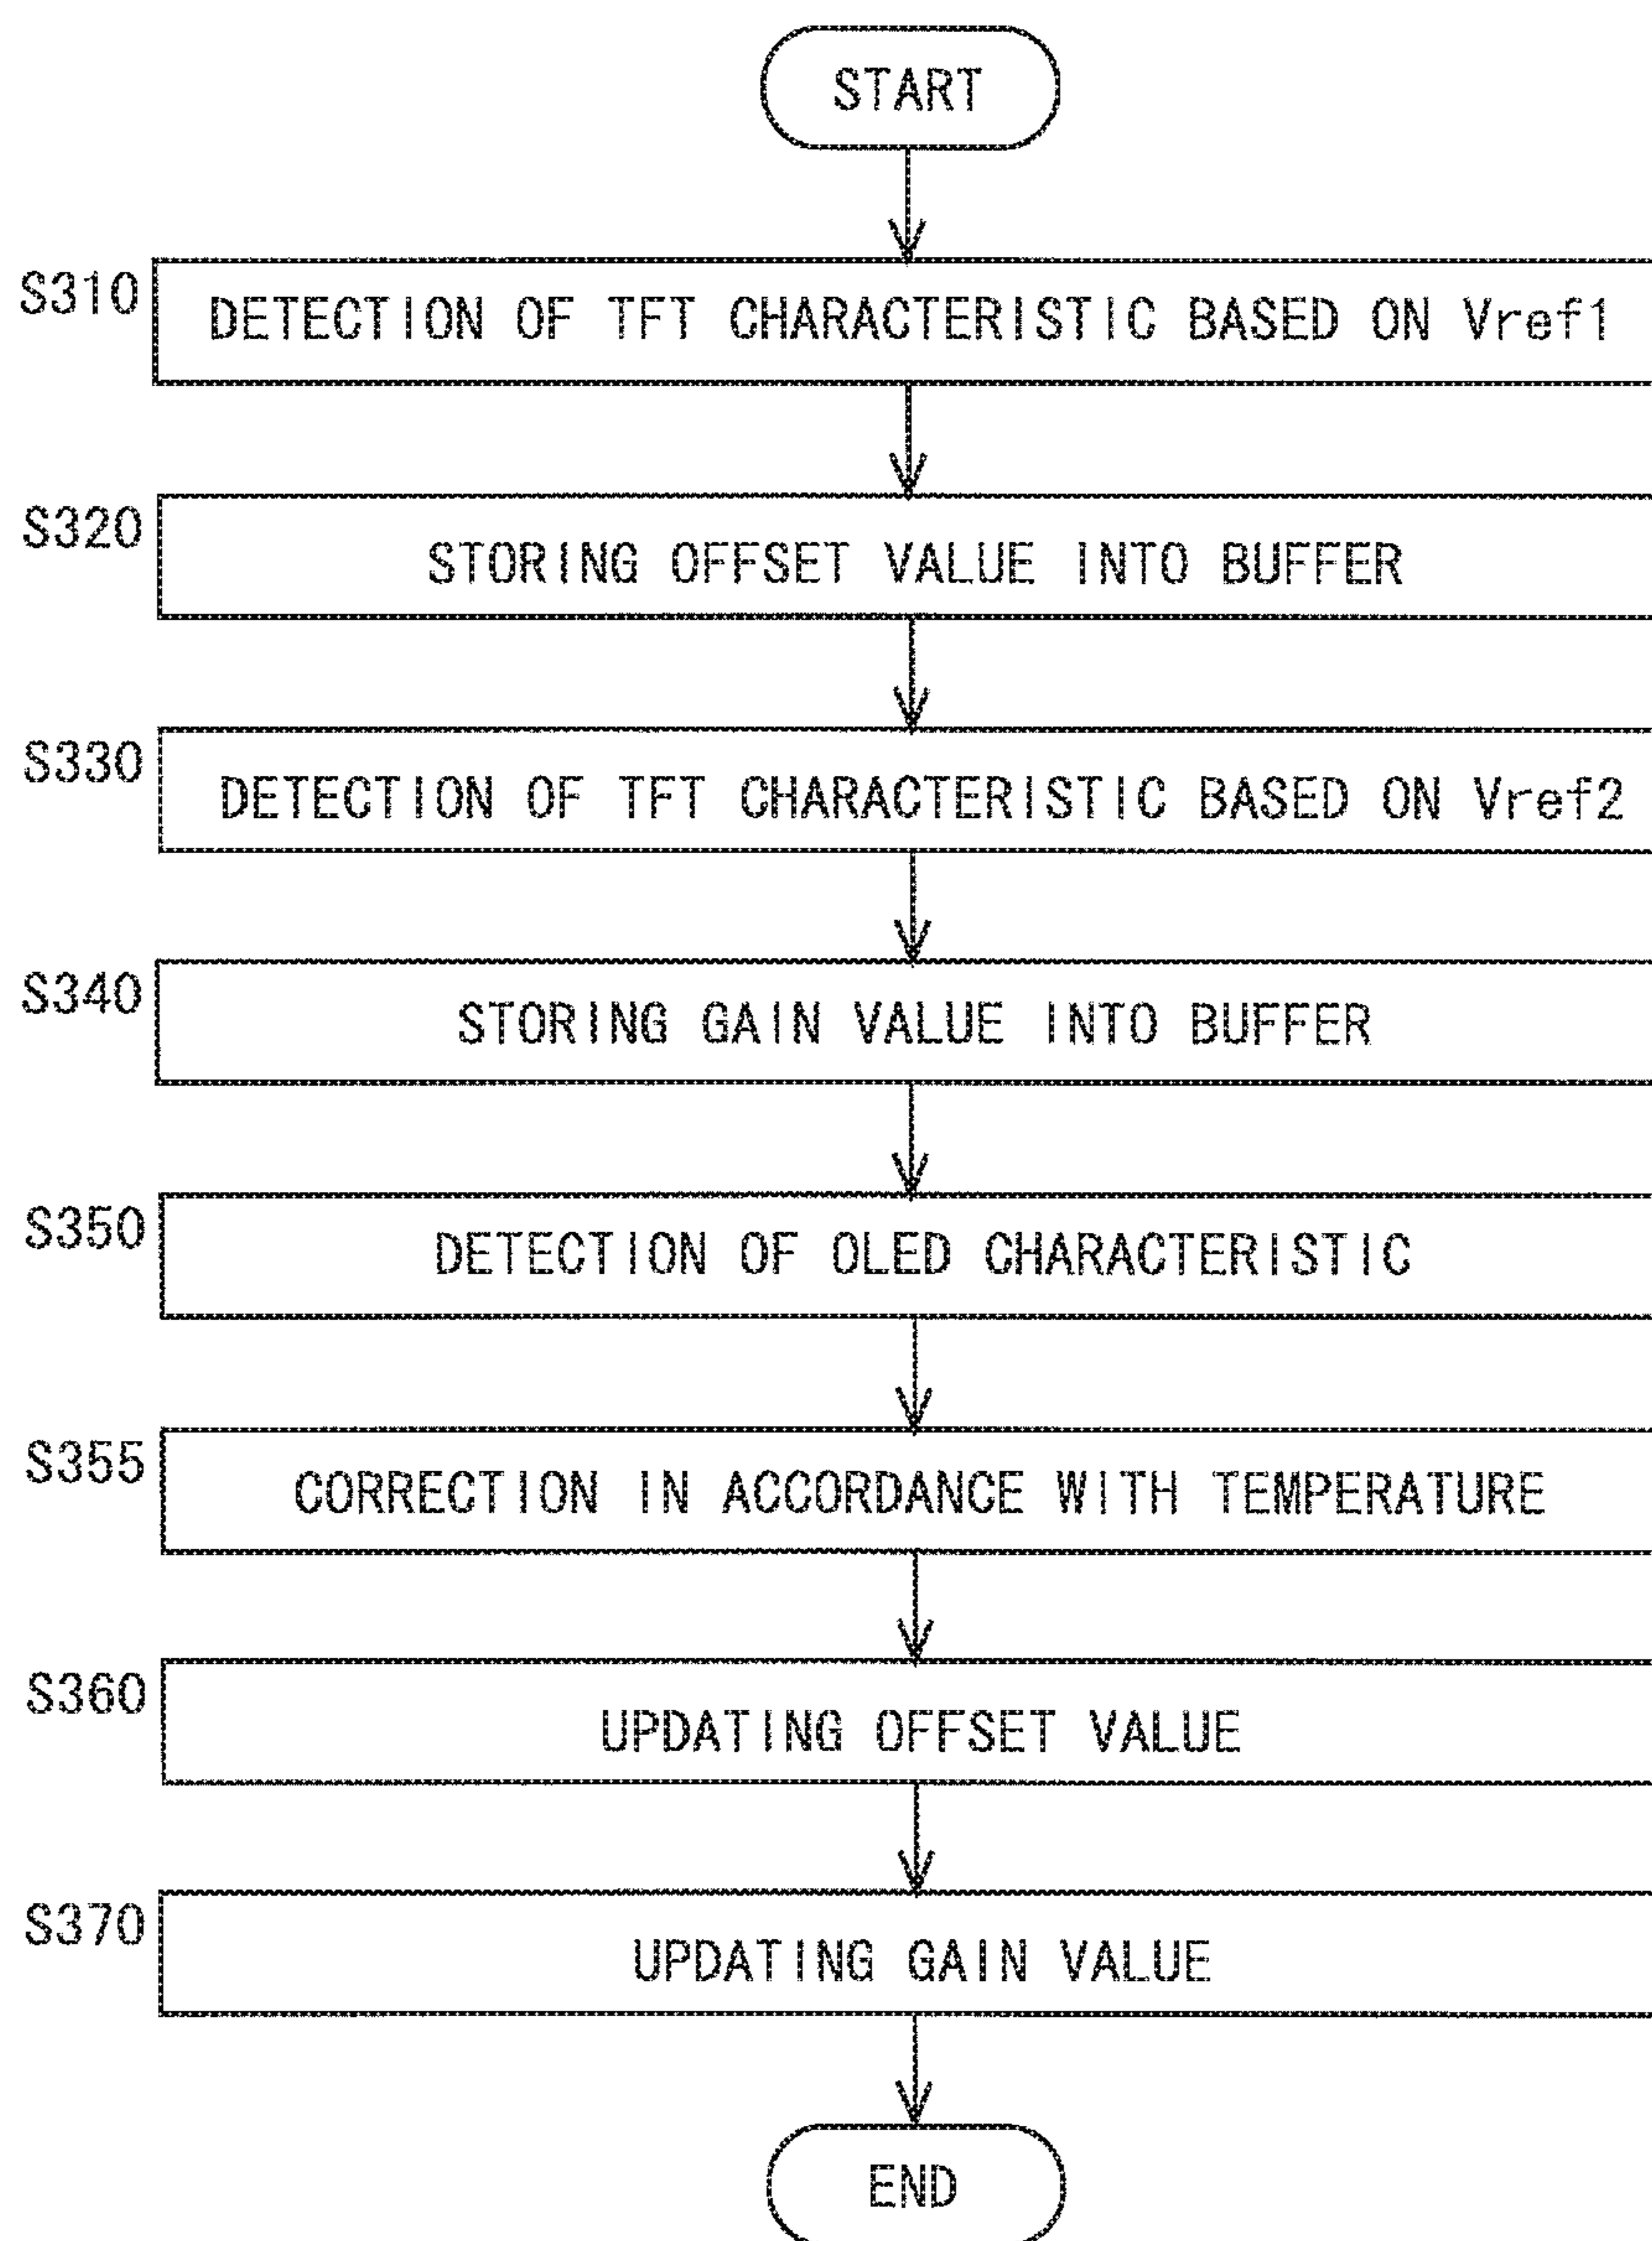 START
S310
DETECTION OF TFT CHARACTERISTIC BASED ON Vref1
S320
STORING OFFSET VALUE INTO BUFFER
S330
DETECTION OF TFT CHARACTERISTIC BASED ON Vref2
S340
STORING GAIN VALUE INTO BUFFER
S350
DETECTION OF OLED CHARACTERISTIC
S355
CORRECTION IN ACCORDANCE WITH TEMPERATURE
S360
UPDATING OFFSET VALUE
S370
UPDATING GAIN VALUE
END